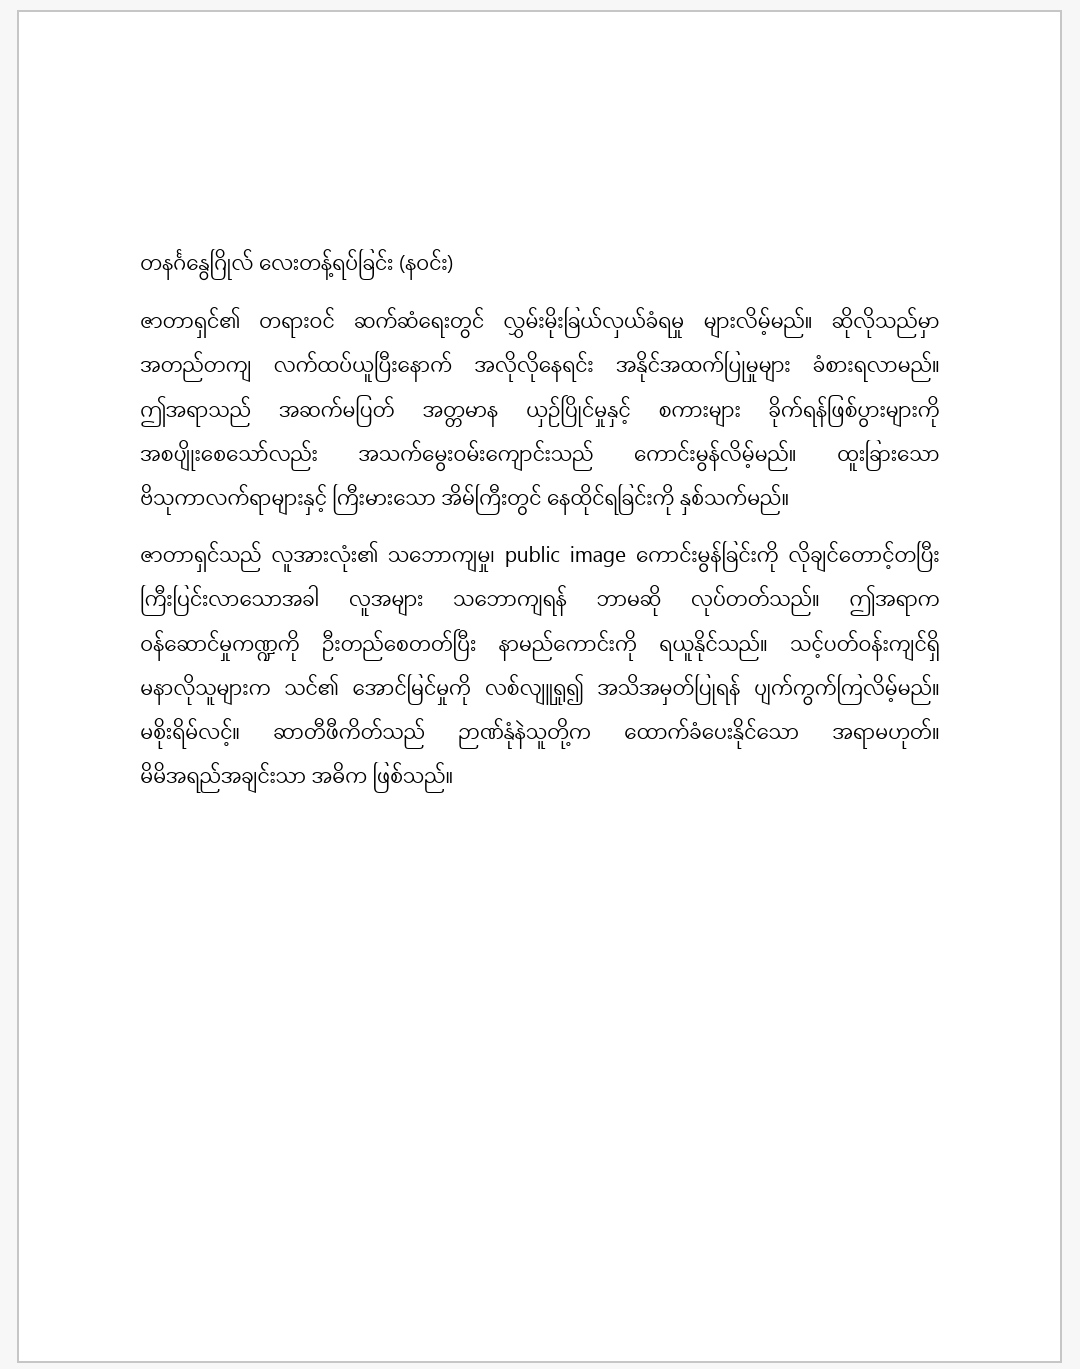 တနင်္ဂနွေဂြိုလ် လေးတန့်ရပ်ခြင်း (နဝင်း)
ဇာတာရှင်၏ တရားဝင် ဆက်ဆံရေးတွင် လွှမ်းမိုးခြယ်လှယ်ခံရမှု များလိမ့်မည်။ ဆိုလိုသည်မှာ
အတည်တကျ လက်ထပ်ယူပြီးနောက် အလိုလိုနေရင်း အနိုင်အထက်ပြုမှုများ ခံစားရလာမည်။
ဤအရာသည် အဆက်မပြတ် အတ္တမာန ယှဉ်ပြိုင်မှုနှင့် စကားများ ခိုက်ရန်ဖြစ်ပွားများကို
အစပျိုးစေသော်လည်း အသက်မွေးဝမ်းကျောင်းသည် ကောင်းမွန်လိမ့်မည်။ ထူးခြားသော
ဗိသုကာလက်ရာများနှင့် ကြီးမားသော အိမ်ကြီးတွင် နေထိုင်ရခြင်းကို နှစ်သက်မည်။
ဇာတာရှင်သည် လူအားလုံး၏ သဘောကျမှု၊ public image ကောင်းမွန်ခြင်းကို လိုချင်တောင့်တပြီး
ကြီးပြင်းလာသောအခါ လူအများ သဘောကျရန် ဘာမဆို လုပ်တတ်သည်။ ဤအရာက
ဝန်ဆောင်မှုကဏ္ဍကို ဦးတည်စေတတ်ပြီး နာမည်ကောင်းကို ရယူနိုင်သည်။ သင့်ပတ်ဝန်းကျင်ရှိ
မနာလိုသူများက သင်၏ အောင်မြင်မှုကို လစ်လျူရှု၍ အသိအမှတ်ပြုရန် ပျက်ကွက်ကြလိမ့်မည်။
မစိုးရိမ်လင့်။ ဆာတီဖီကိတ်သည် ဉာဏ်နုံနဲသူတို့က ထောက်ခံပေးနိုင်သော အရာမဟုတ်။
မိမိအရည်အချင်းသာ အဓိက ဖြစ်သည်။